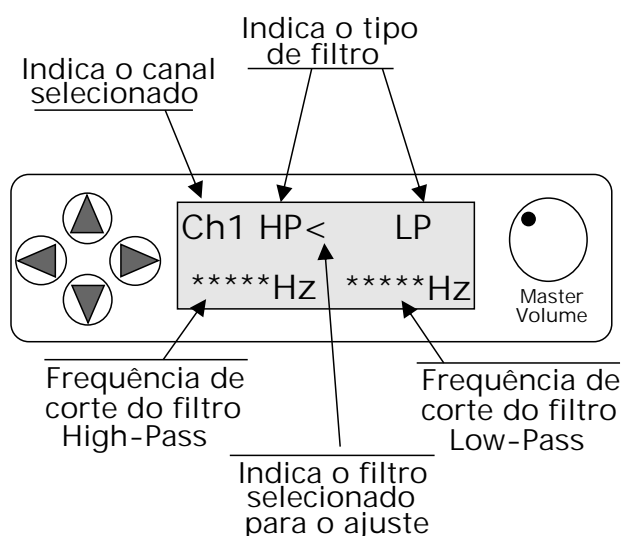 Indica o tipo
de filtro
Indica o canal
selecionado
Ch1 HP< LP
*****Hz *****Hz
Master
Volume
Frequência de
corte do filtro
High-Pass
Frequência de
corte do filtro
Low-Pass
Indica o filtro
selecionado
para o ajuste